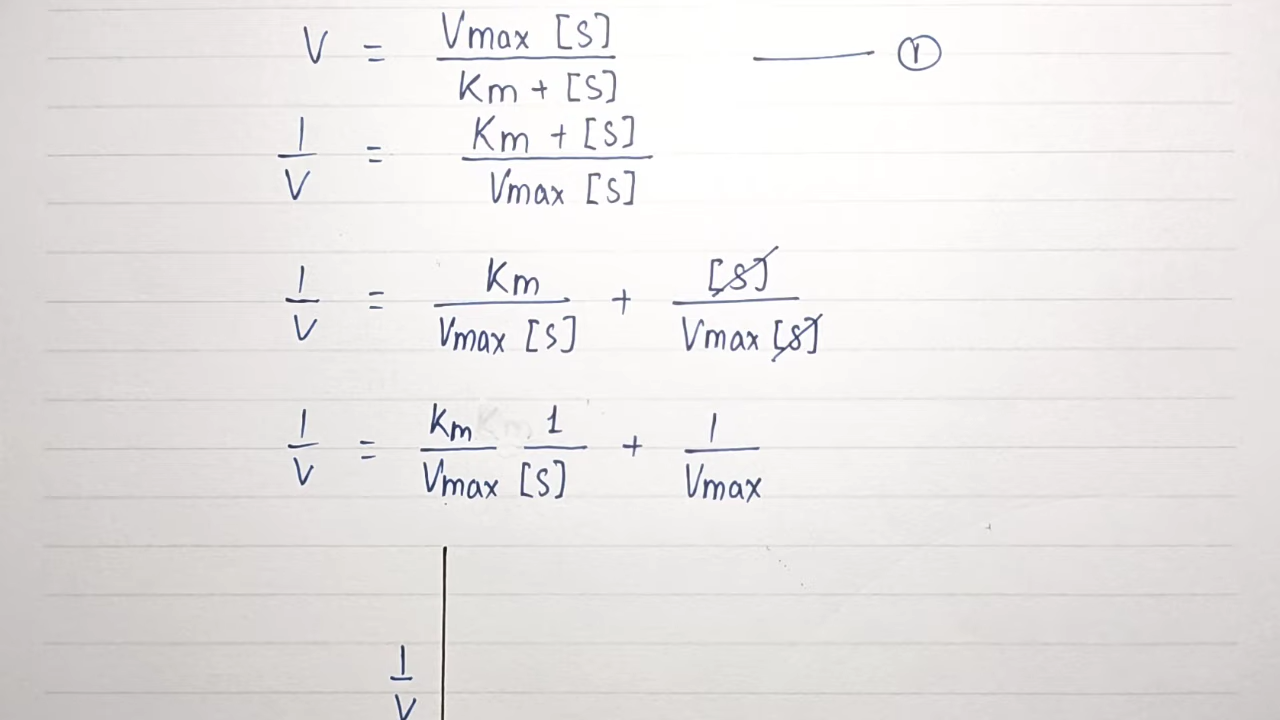 V = Vmax [S] / Km + [S] —— ①
1/V = Km + [S] / Vmax [S]
1/V = Km / Vmax [S] + [S] / Vmax [S]
1/V = Km / Vmax 1 / [S] + 1 / Vmax
1/V